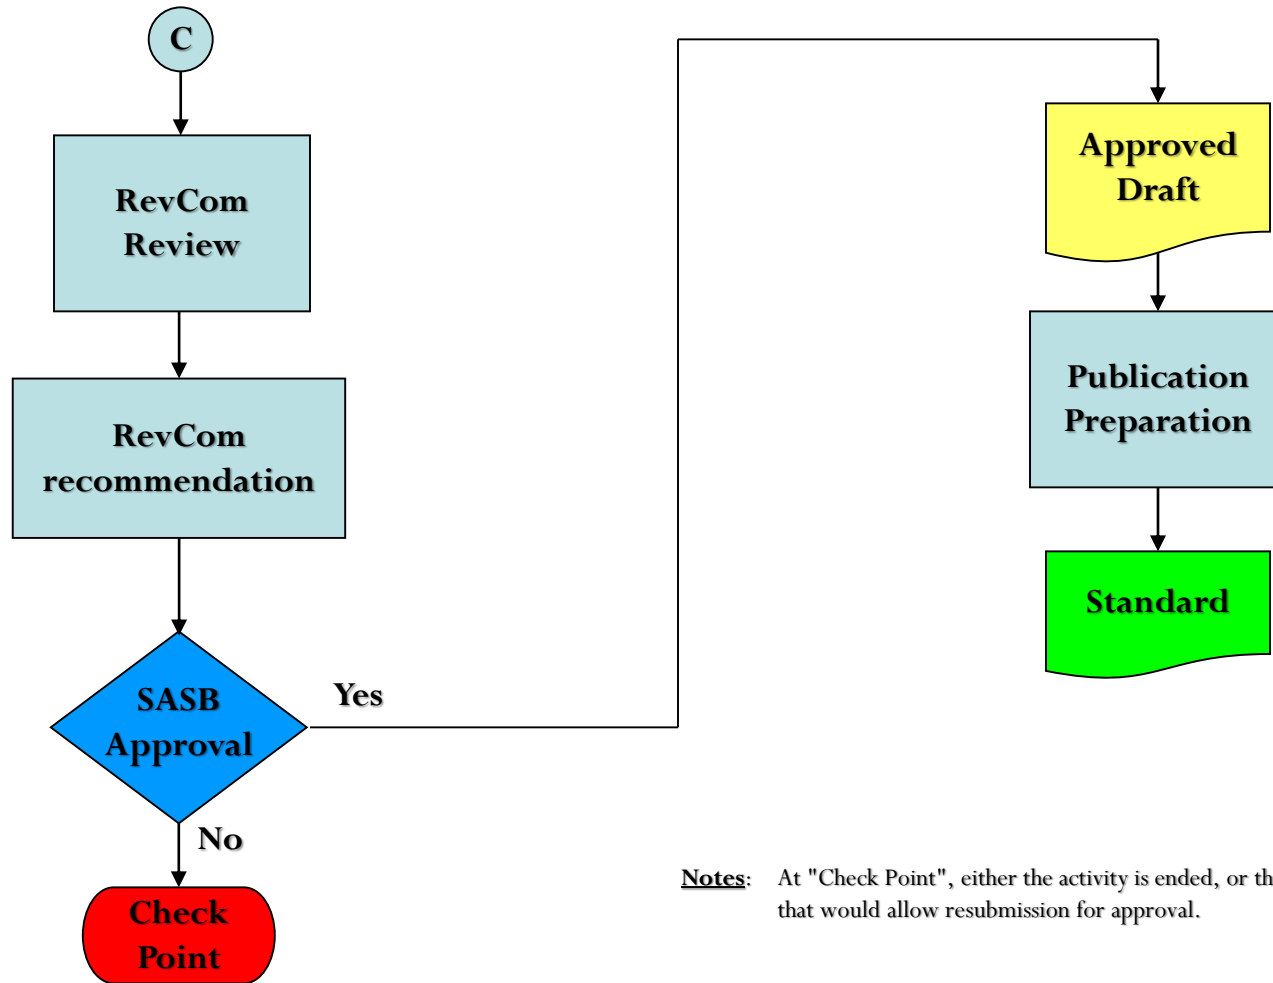 C
RevCom
Review
RevCom
recommendation
SASB
Approval
Yes
No
Check
Point
Approved
Draft
Publication
Preparation
Standard
Notes: At "Check Point", either the activity is ended, or
that would allow resubmission for approval.